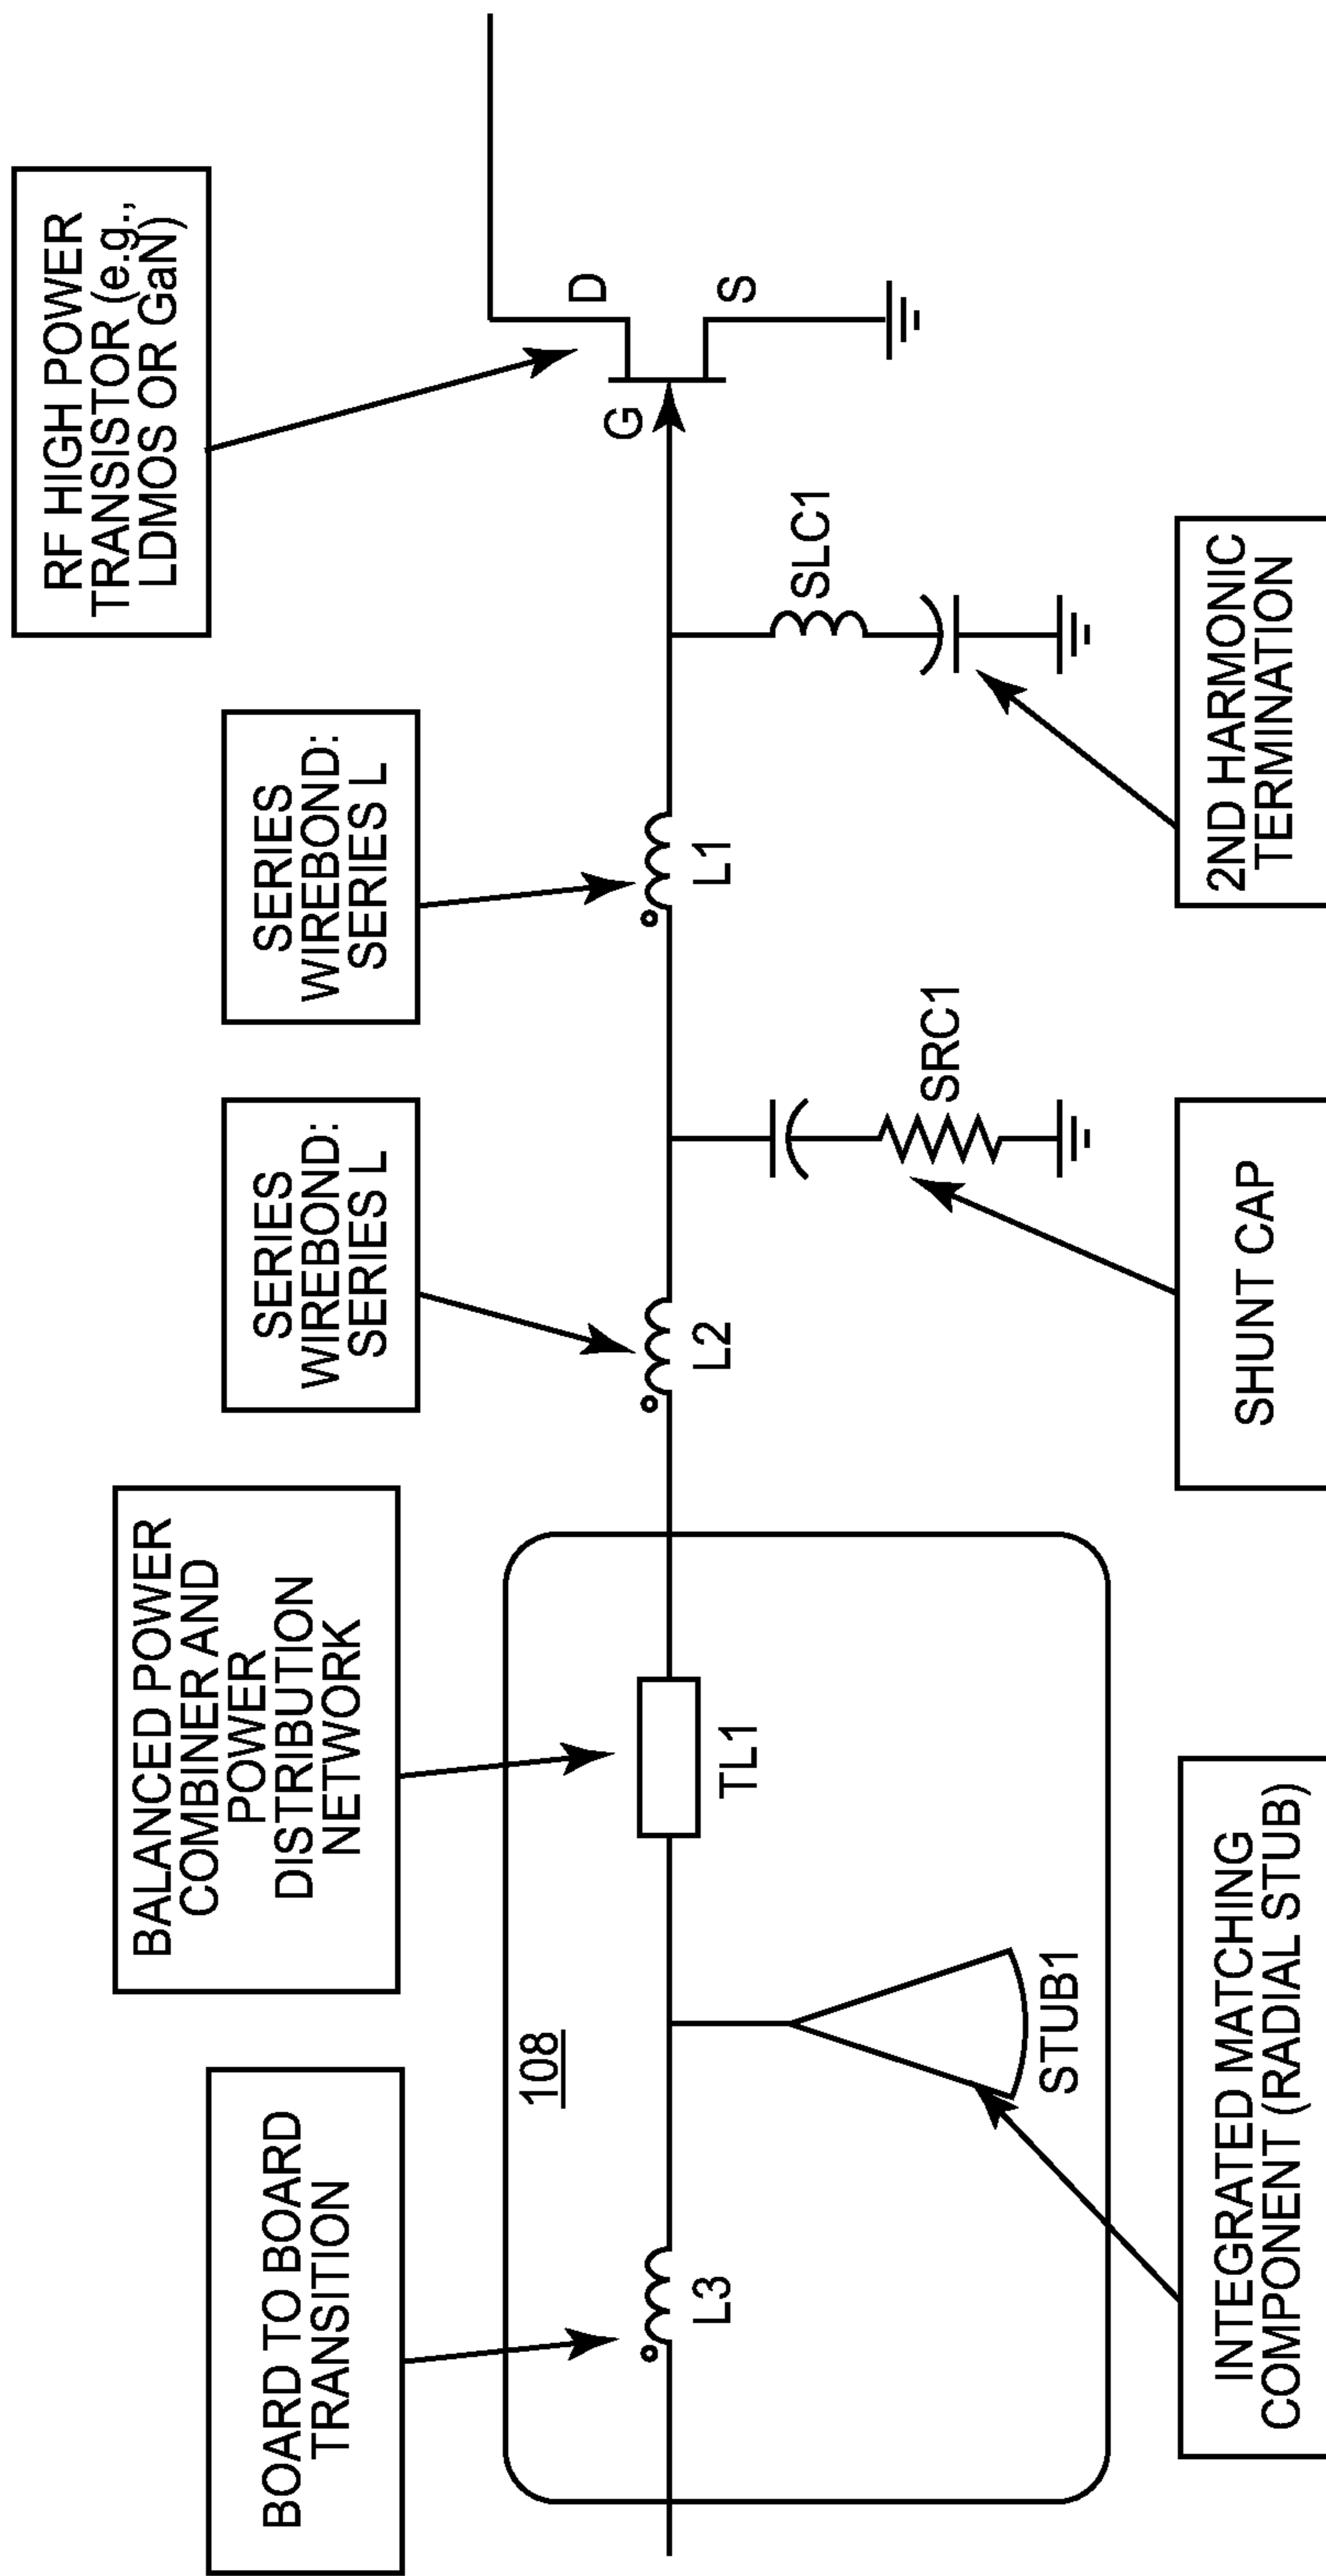 RF HIGH POWER
TRANSISTOR (e.g.,
LDMOS OR GaN)
SERIES
WIREBOND:
SERIES L
SERIES
WIREBOND:
SERIES L
BALANCED POWER
COMBINER AND
POWER
DISTRIBUTION
NETWORK
BOARD TO BOARD
TRANSITION
108
L3
STUB1
TL1
L2
SRC1
L1
SLC1
G
D
S
INTEGRATED MATCHING
COMPONENT (RADIAL STUB)
SHUNT CAP
2ND HARMONIC
TERMINATION